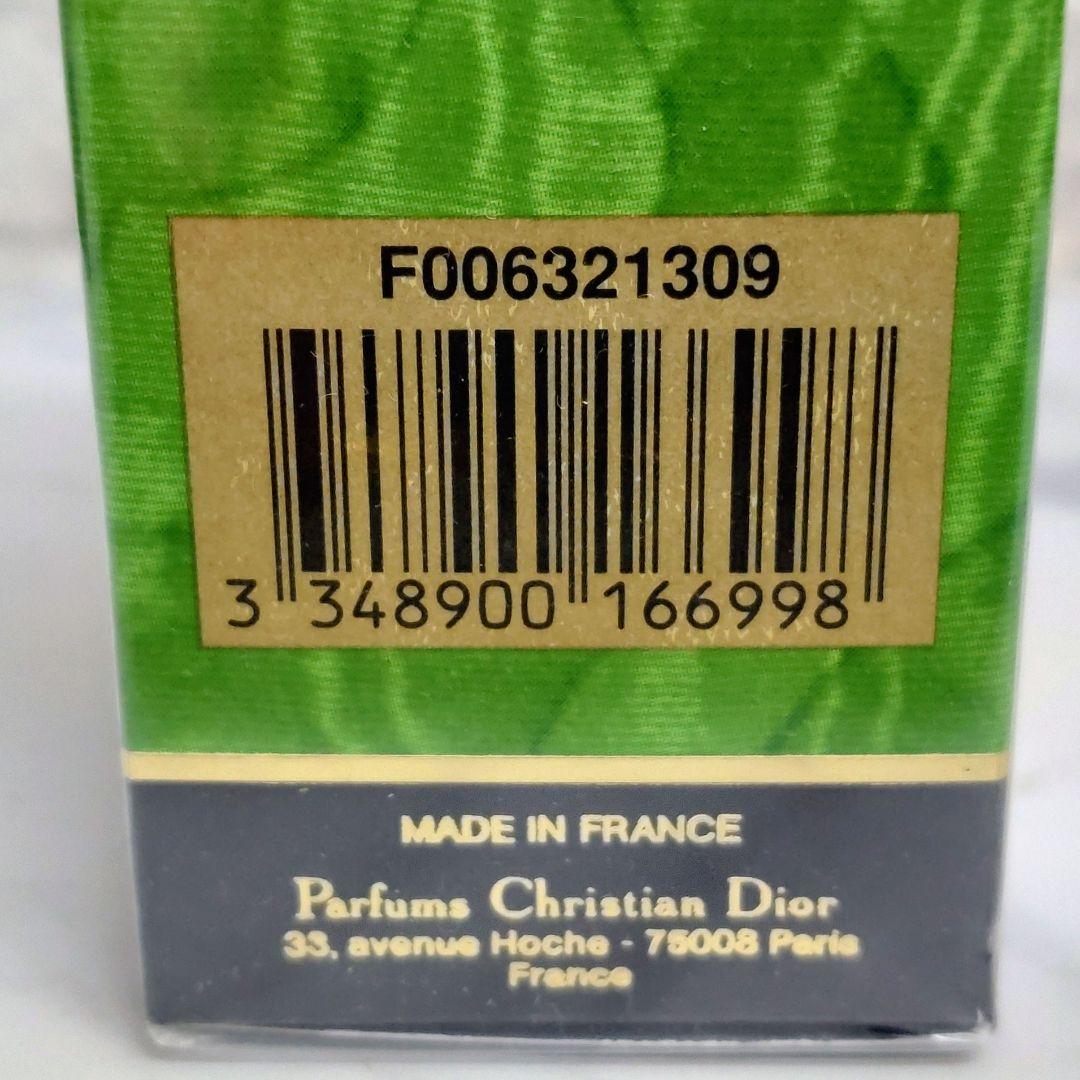 F006321309
3 348900 166998
MADE IN FRANCE
Parfums Christian Dior
33, avenue Hoche - 75008 Paris
France